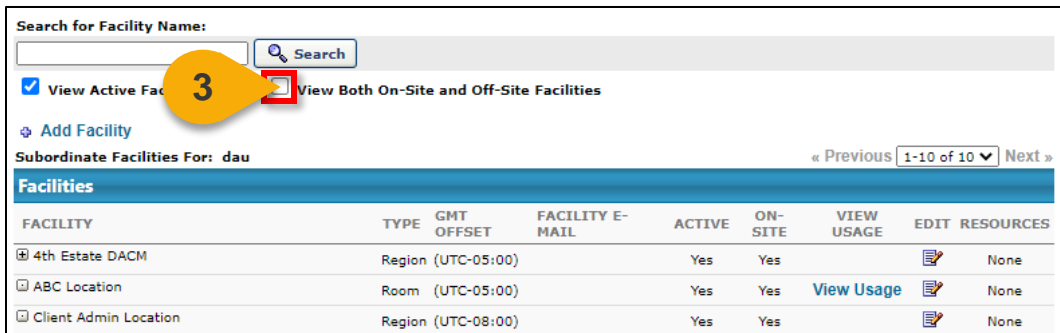 Search for Facility Name:
Search
View Active Fac
3
View Both On-Site and Off-Site Facilities
Add Facility
Subordinate Facilities For: dau
« Previous 1-10 of 10 Next »
Facilities
FACILITY TYPE GMT OFFSET FACILITY E-MAIL ACTIVE ON-SITE VIEW USAGE EDIT RESOURCES
4th Estate DACM Region (UTC-05:00) Yes Yes None
ABC Location Room (UTC-05:00) Yes Yes View Usage None
Client Admin Location Region (UTC-08:00) Yes Yes None